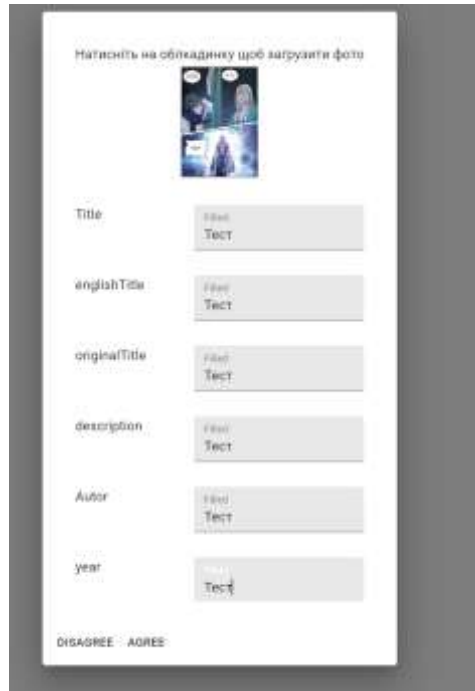 Натисніть на обгкадинку щоб загрузити фото
Title
Filled
Тест
englishTitle
Filled
Тест
originalTitle
Filled
Тест
description
Filled
Тест
Autor
Filled
Тест
year
Тест
DISAGREE AGREE